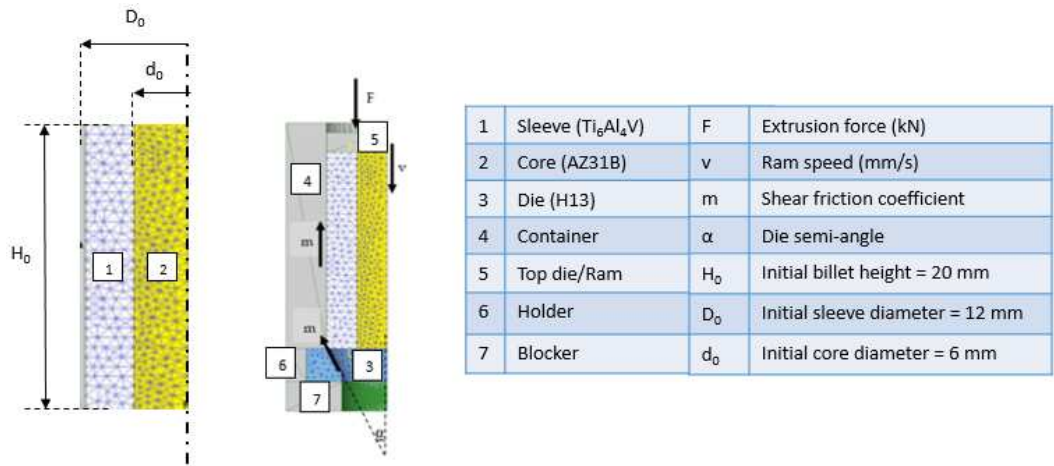 D₀
d₀
H₀
1
2
F
5
v
4
m
m
6
3
7
1 Sleeve (Ti₆Al₄V) F Extrusion force (kN)
2 Core (AZ31B) v Ram speed (mm/s)
3 Die (H13) m Shear friction coefficient
4 Container α Die semi-angle
5 Top die/Ram H₀ Initial billet height = 20 mm
6 Holder D₀ Initial sleeve diameter = 12 mm
7 Blocker d₀ Initial core diameter = 6 mm